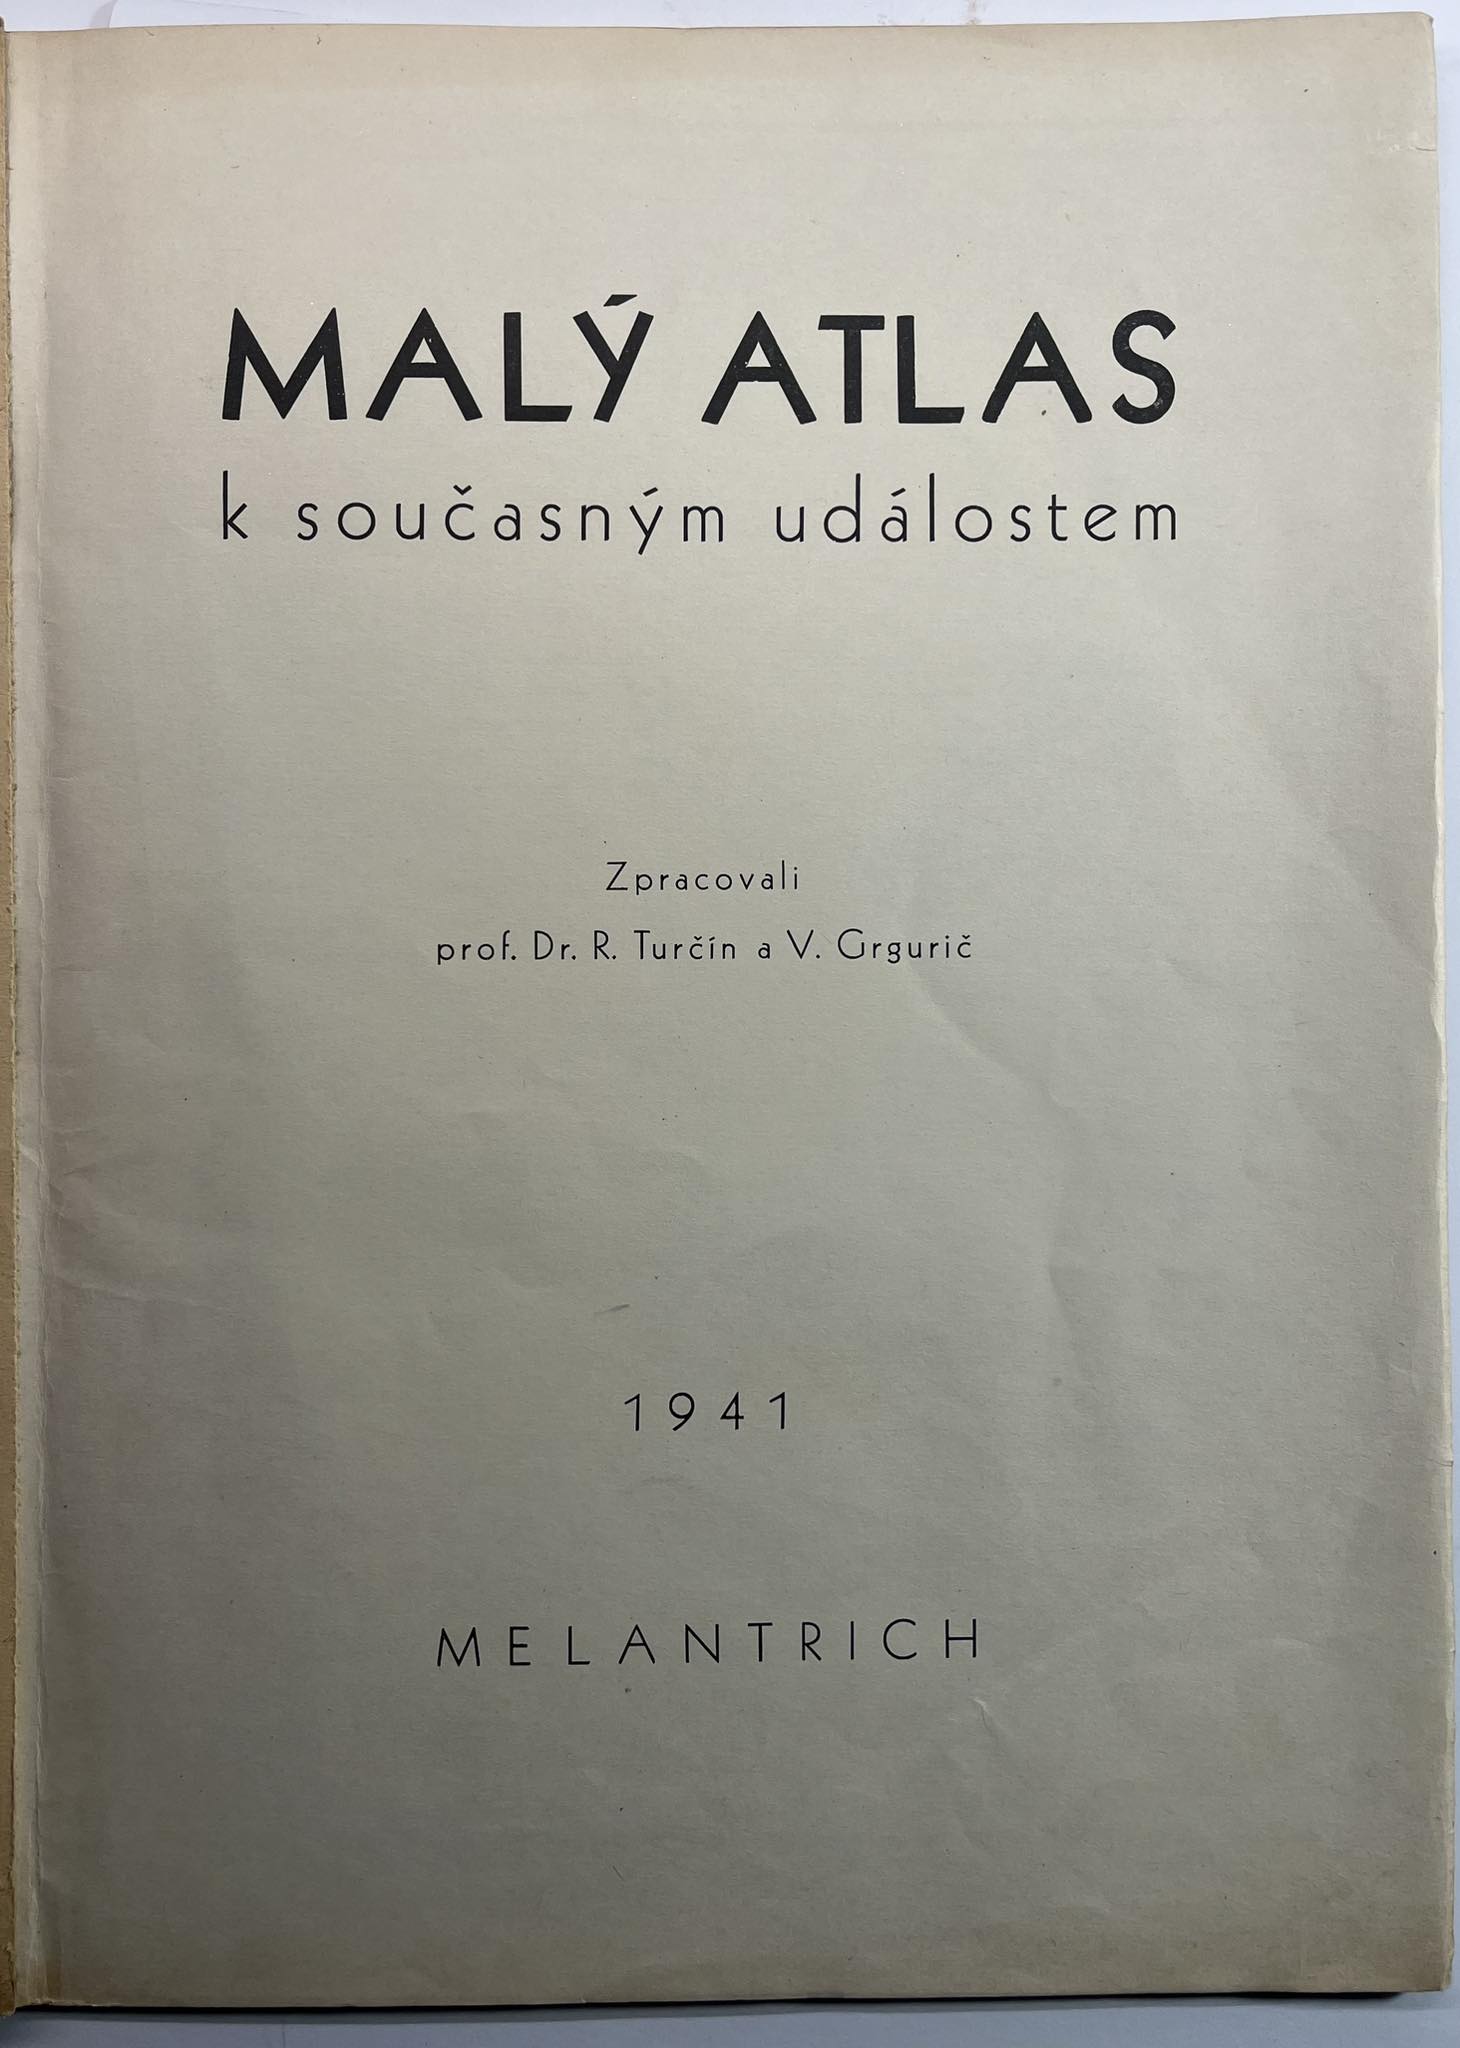 MALÝ ATLAS
k současným událostem
Zpracovali
prof. Dr. R. Turčín a V. Grgurič
1941
MELANTRICH